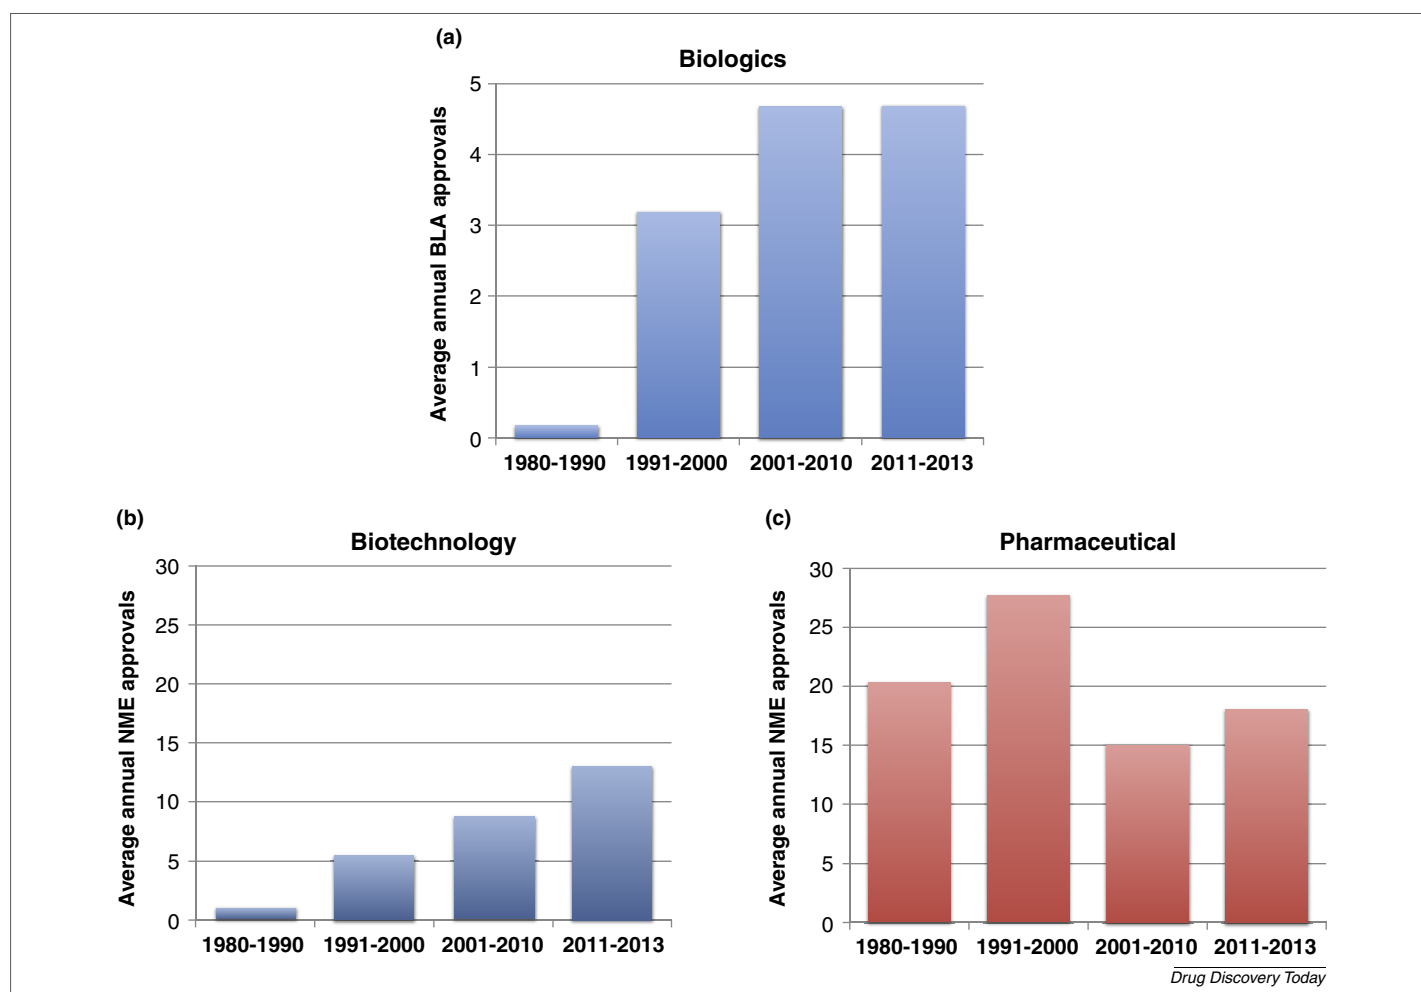 (a)
Biologics
Average annual BLA approvals
5
4
3
2
1
0
1980-1990 1991-2000 2001-2010 2011-2013
(b)
Biotechnology
Average annual NME approvals
30
25
20
15
10
5
0
1980-1990 1991-2000 2001-2010 2011-2013
(c)
Pharmaceutical
Average annual NME approvals
30
25
20
15
10
5
0
1980-1990 1991-2000 2001-2010 2011-2013
Drug Discovery Today